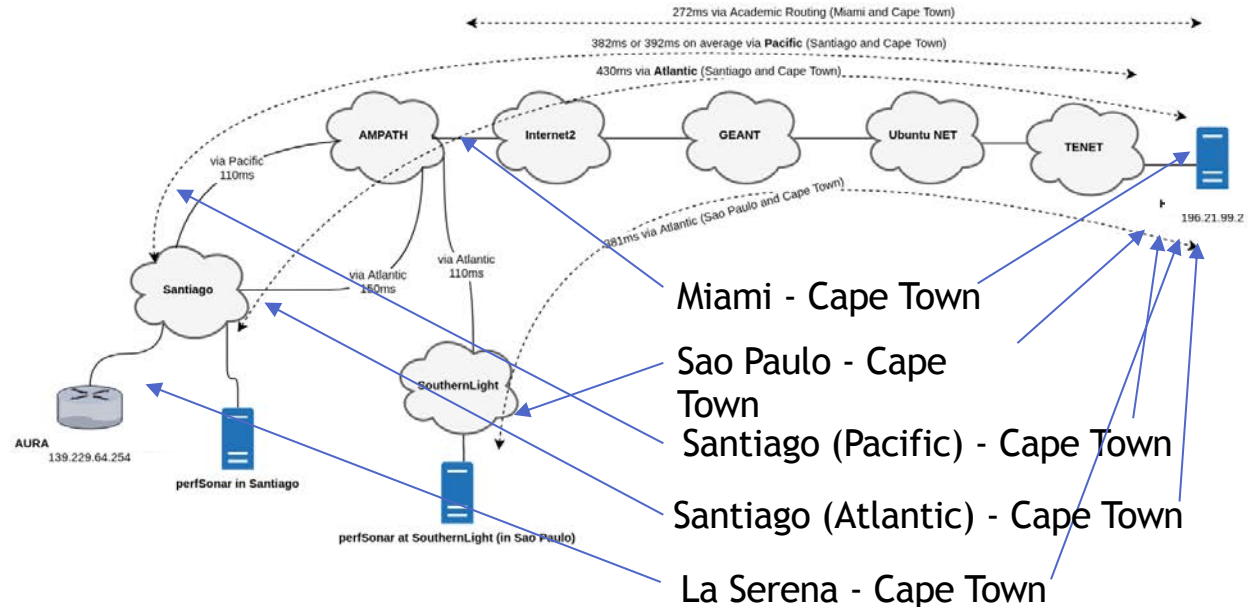 272ms via Academic Routing (Miami and Cape Town)
382ms or 392ms on average via Pacific (Santiago and Cape Town)
430ms via Atlantic (Santiago and Cape Town)
AMPATH
Internet2
GEANT
Ubuntu NET
TENET
via Pacific
110ms
196.21.99.2
381ms via Atlantic (Sao Paulo and Cape Town)
via Atlantic
110ms
via Atlantic
150ms
Santiago
Miami - Cape Town
Sao Paulo - Cape
Town
SouthernLight
Santiago (Pacific) - Cape Town
AURA
139.229.64.254
perfSonar in Santiago
Santiago (Atlantic) - Cape Town
perfSonar at SouthernLight (in Sao Paulo)
La Serena - Cape Town